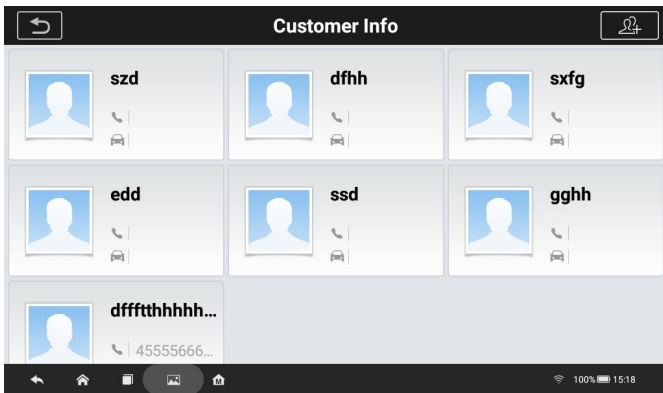 Customer Info
szd
dfhh
sxfg
edd
ssd
gghh
dffftthhhhh...
45555666...
100% 15:18